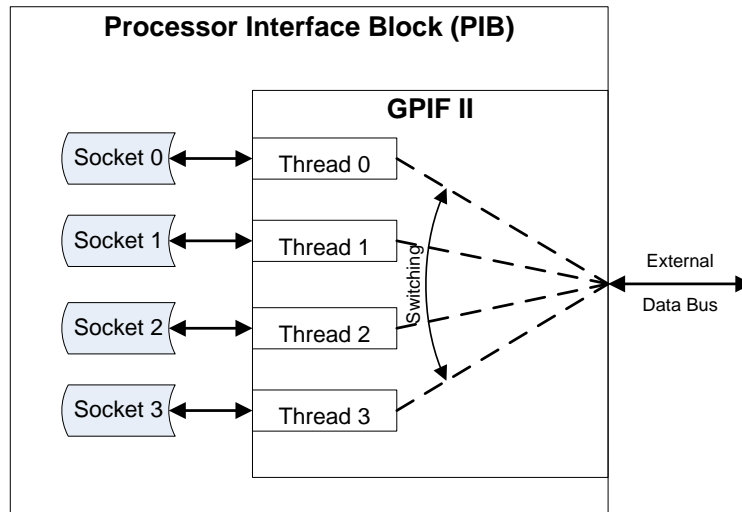 Processor Interface Block (PIB)
GPIF II
Socket 0
Thread 0
Socket 1
Thread 1
Switching
External
Data Bus
Socket 2
Thread 2
Socket 3
Thread 3